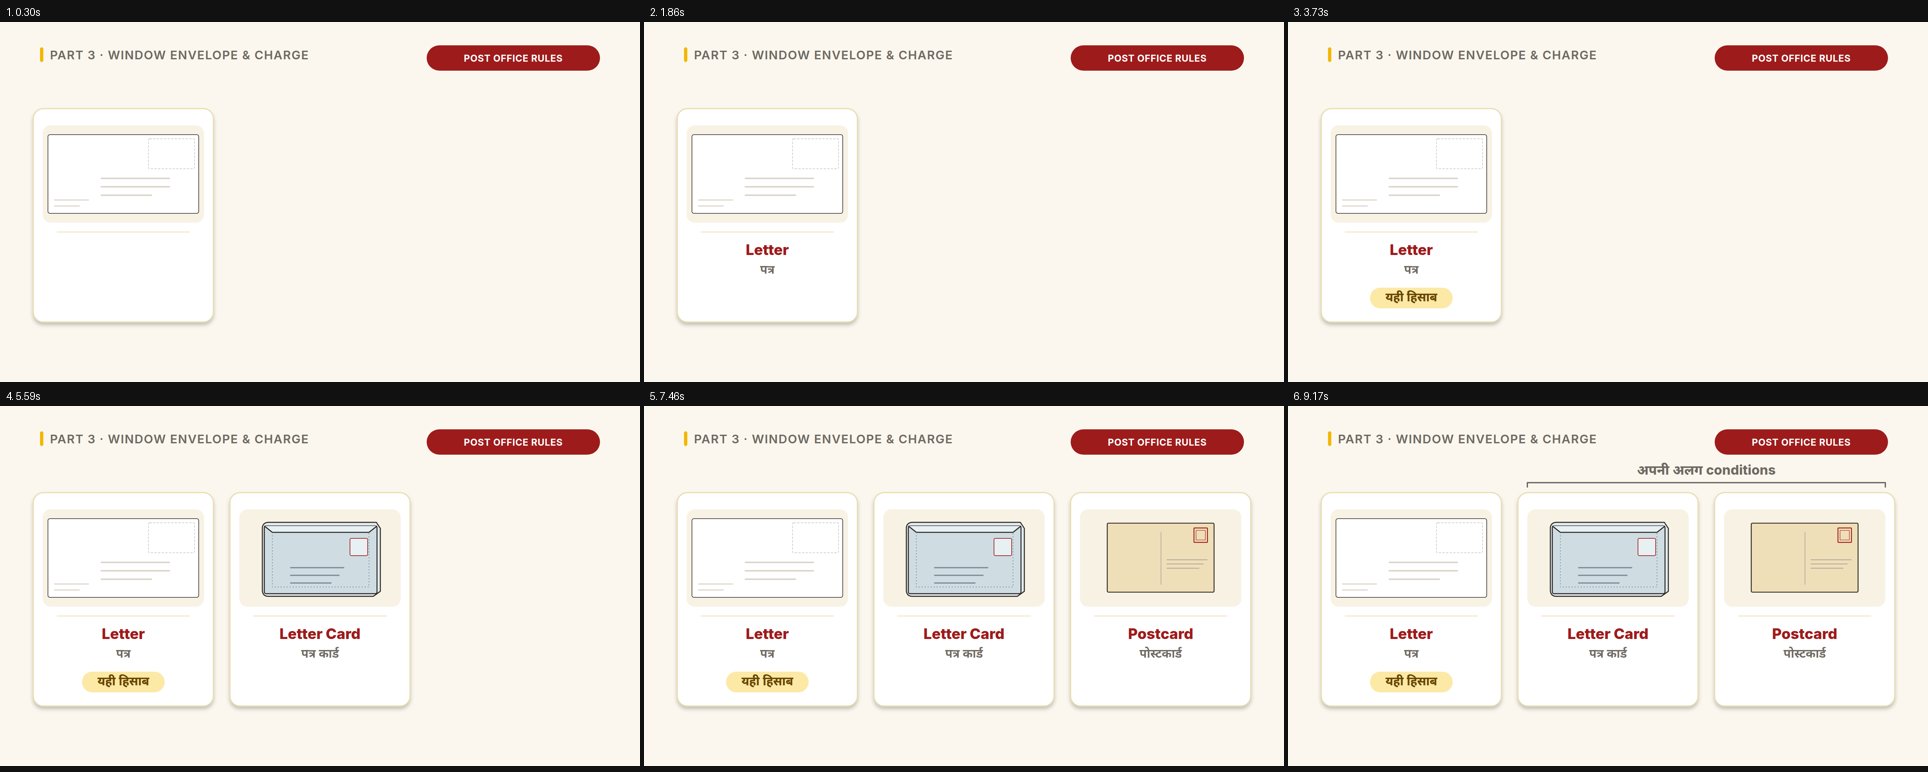 1. 0.30s
PART 3 · WINDOW ENVELOPE & CHARGE
POST OFFICE RULES
2. 1.86s
PART 3 · WINDOW ENVELOPE & CHARGE
POST OFFICE RULES
Letter
पत्र
3. 3.73s
PART 3 · WINDOW ENVELOPE & CHARGE
POST OFFICE RULES
Letter
पत्र
यही हिसाब
4. 5.59s
PART 3 · WINDOW ENVELOPE & CHARGE
POST OFFICE RULES
Letter
पत्र
यही हिसाब
Letter Card
पत्र कार्ड
5. 7.46s
PART 3 · WINDOW ENVELOPE & CHARGE
POST OFFICE RULES
Letter
पत्र
यही हिसाब
Letter Card
पत्र कार्ड
Postcard
पोस्टकार्ड
6. 9.17s
PART 3 · WINDOW ENVELOPE & CHARGE
POST OFFICE RULES
अपनी अलग conditions
Letter
पत्र
यही हिसाब
Letter Card
पत्र कार्ड
Postcard
पोस्टकार्ड